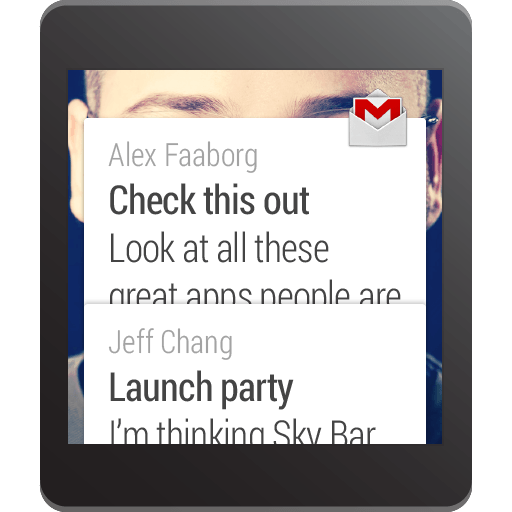 Alex Faaborg
Check this out
Look at all these
great apps people are
Jeff Chang
Launch party
I'm thinking Sky Bar